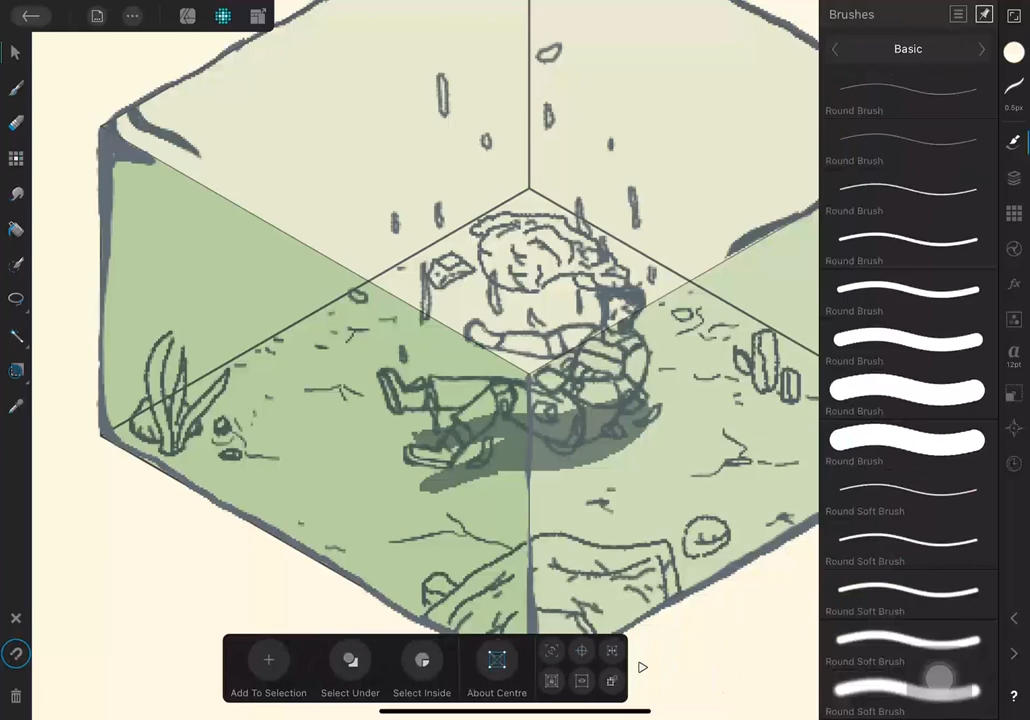 Brushes
Basic
0.5px
Round Brush
Round Brush
Round Brush
Round Brush
Round Brush
Round Brush
Round Brush
Round Brush
Round Soft Brush
Round Soft Brush
Round Soft Brush
Round Soft Brush
Round Soft Brush
a
12pt
fx
Add To Selection
Select Under
Select Inside
About Centre
?